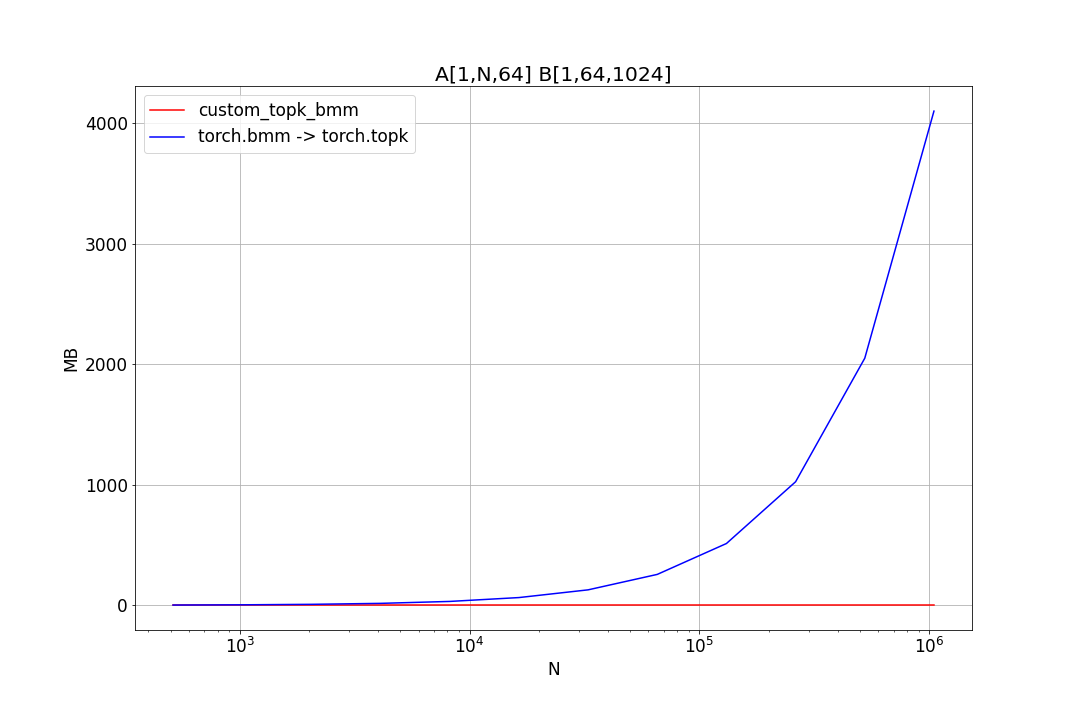 A[1,N,64] B[1,64,1024]
custom_topk_bmm
torch.bmm -> torch.topk
MB
4000
3000
2000
1000
0
10³
10⁴
10⁵
10⁶
N